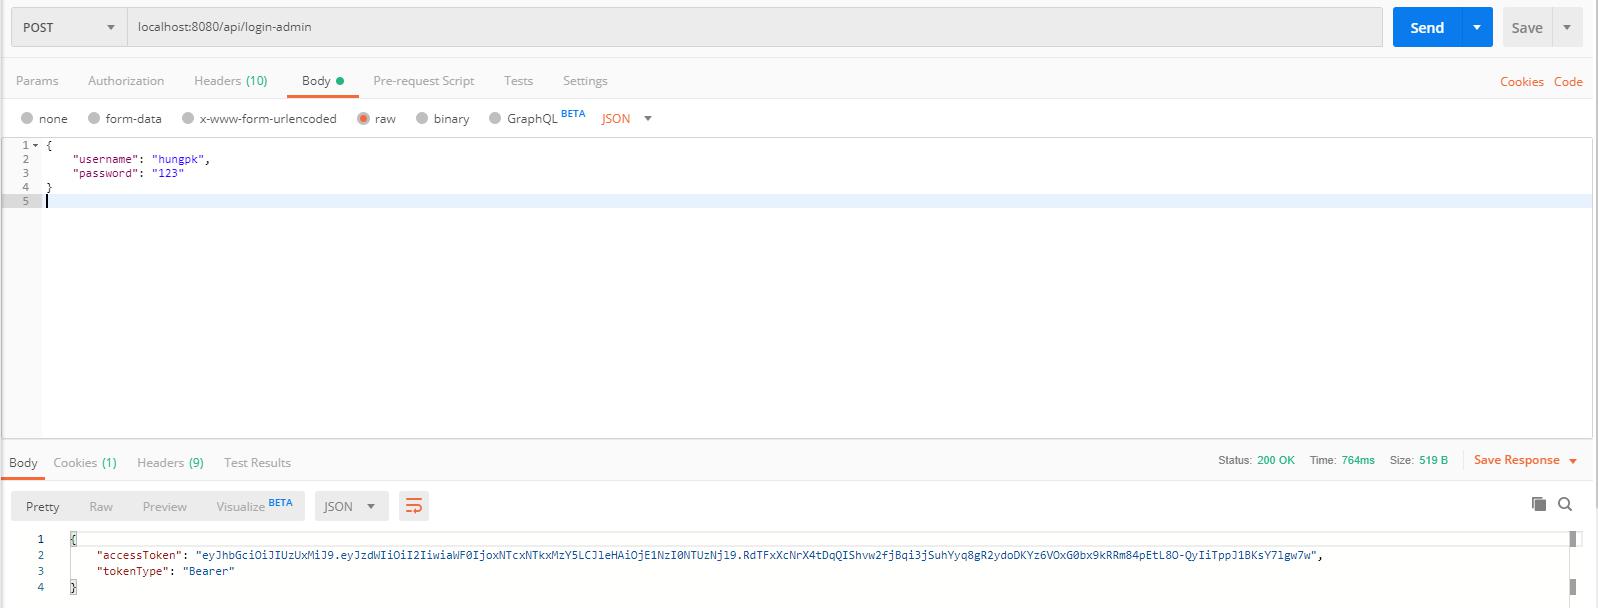 POST localhost:8080/api/login-admin Send Save
Params Authorization Headers (10) Body Pre-request Script Tests Settings Cookies Code
none form-data x-www-form-urlencoded raw binary GraphQL BETA JSON
1 {
2 "username": "hungpk",
3 "password": "123"
4 }
5
Body Cookies (1) Headers (9) Test Results Status: 200 OK Time: 764ms Size: 519 B Save Response
Pretty Raw Preview Visualize BETA JSON
1 {
2 "accessToken": "eyJhbGciOiJIUzUxMiJ9.eyJzdWIiOiI2IiwiaWF0IjoxNTcxNTkxMzY5LCJleHAiOjE1NzI0NTUzNjl9.RdTFxXcNrX4tDqQIShvw2fjBqi3jSuhYyq8gR2ydoDKYz6VOxG0bx9kRRm84pEtL8O-QyIiTppJ1BKsY7lgw7w",
3 "tokenType": "Bearer"
4 }